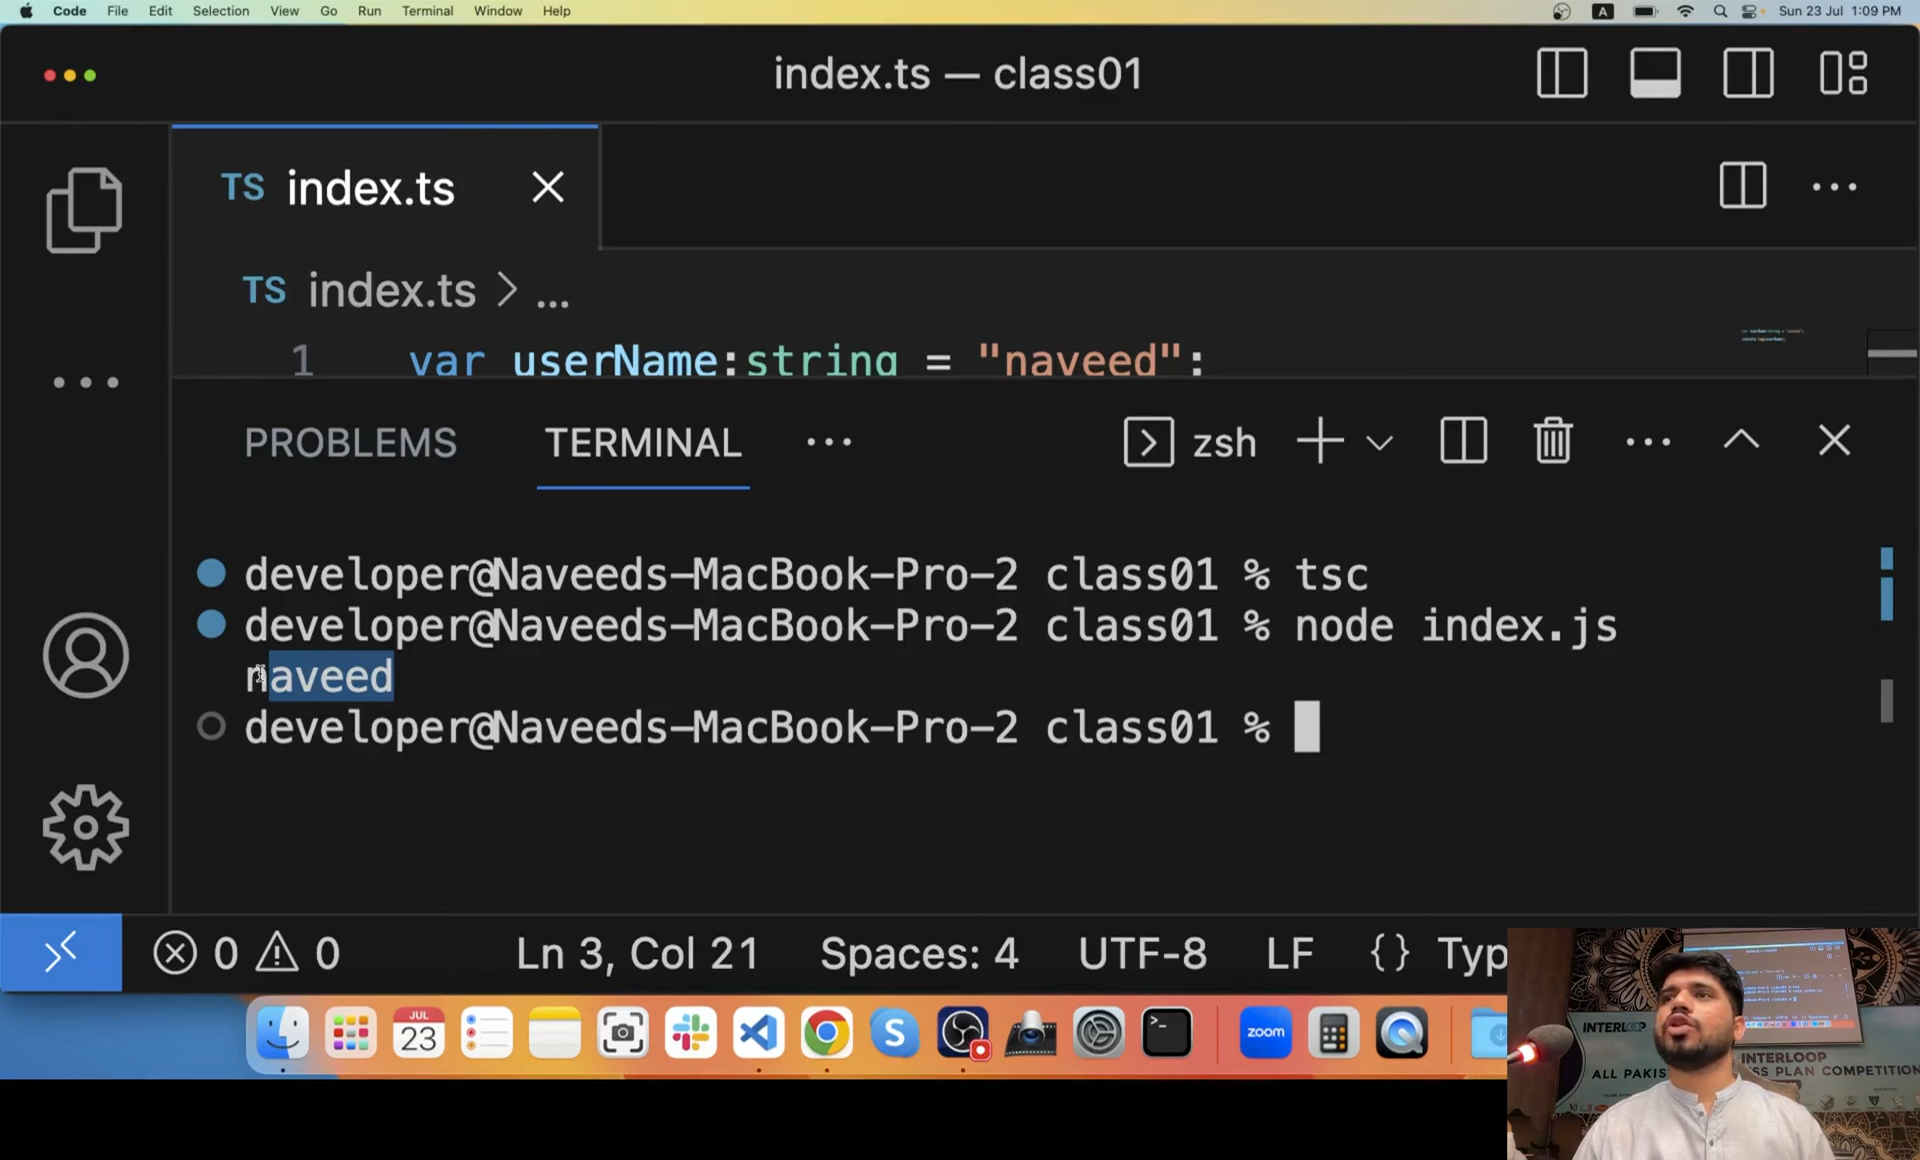 Code File Edit Selection View Go Run Terminal Window Help
A
Sun 23 Jul 1:09 PM
index.ts — class01
TS index.ts
TS index.ts > ...
1 var userName:string = "naveed";
PROBLEMS TERMINAL ...
zsh
developer@Naveeds-MacBook-Pro-2 class01 % tsc
developer@Naveeds-MacBook-Pro-2 class01 % node index.js
naveed
developer@Naveeds-MacBook-Pro-2 class01 %
0 0 Ln 3, Col 21 Spaces: 4 UTF-8 LF {} Typ
JUL
23
zoom
INTERLOOP
INTERLOOP
ALL PAKIS
SS PLAN COMPETITION